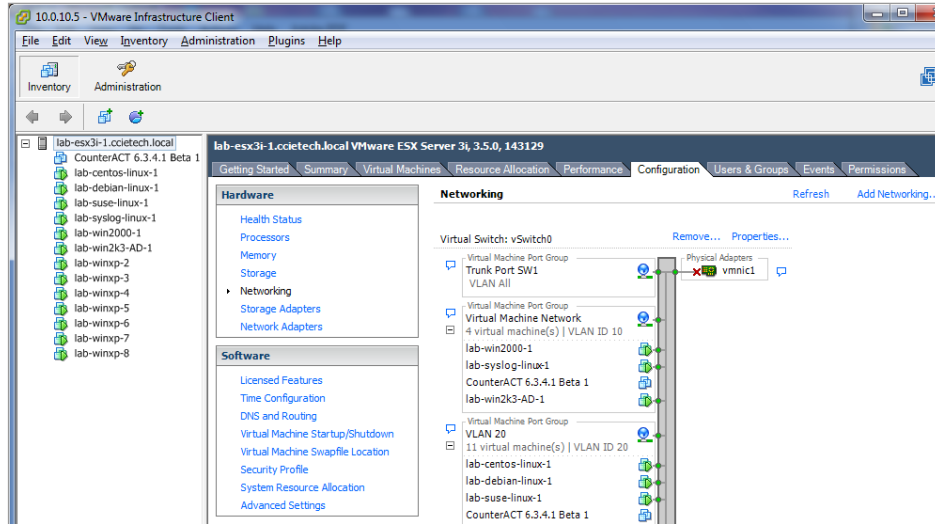 10.0.10.5 - VMware Infrastructure Client
File Edit View Inventory Administration Plugins Help
Inventory Administration
lab-esx3i-1.ccietech.local
CounterACT 6.3.4.1 Beta 1
lab-centos-linux-1
lab-debian-linux-1
lab-suse-linux-1
lab-syslog-linux-1
lab-win2000-1
lab-win2k3-AD-1
lab-winxp-2
lab-winxp-3
lab-winxp-4
lab-winxp-5
lab-winxp-6
lab-winxp-7
lab-winxp-8
lab-esx3i-1.ccietech.local VMware ESX Server 3i, 3.5.0, 143129
Getting Started Summary Virtual Machines Resource Allocation Performance Configuration Users & Groups Events Permissions
Hardware
Health Status
Processors
Memory
Storage
Networking
Storage Adapters
Network Adapters
Software
Licensed Features
Time Configuration
DNS and Routing
Virtual Machine Startup/Shutdown
Virtual Machine Swapfile Location
Security Profile
System Resource Allocation
Advanced Settings
Networking Refresh Add Networking...
Virtual Switch: vSwitch0 Remove... Properties...
Virtual Machine Port Group Physical Adapters
Trunk Port SW1 vmnic1
VLAN All
Virtual Machine Port Group
Virtual Machine Network
4 virtual machine(s) | VLAN ID 10
lab-win2000-1
lab-syslog-linux-1
CounterACT 6.3.4.1 Beta 1
lab-win2k3-AD-1
Virtual Machine Port Group
VLAN 20
11 virtual machine(s) | VLAN ID 20
lab-centos-linux-1
lab-debian-linux-1
lab-suse-linux-1
CounterACT 6.3.4.1 Beta 1